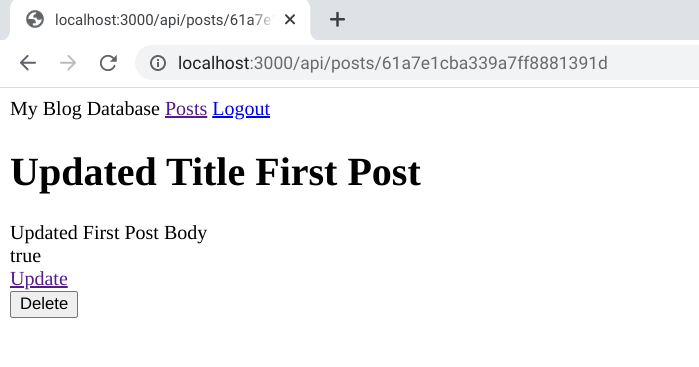 localhost:3000/api/posts/61a7e
localhost:3000/api/posts/61a7e1cba339a7ff8881391d
My Blog Database Posts Logout
Updated Title First Post
Updated First Post Body
true
Update
Delete